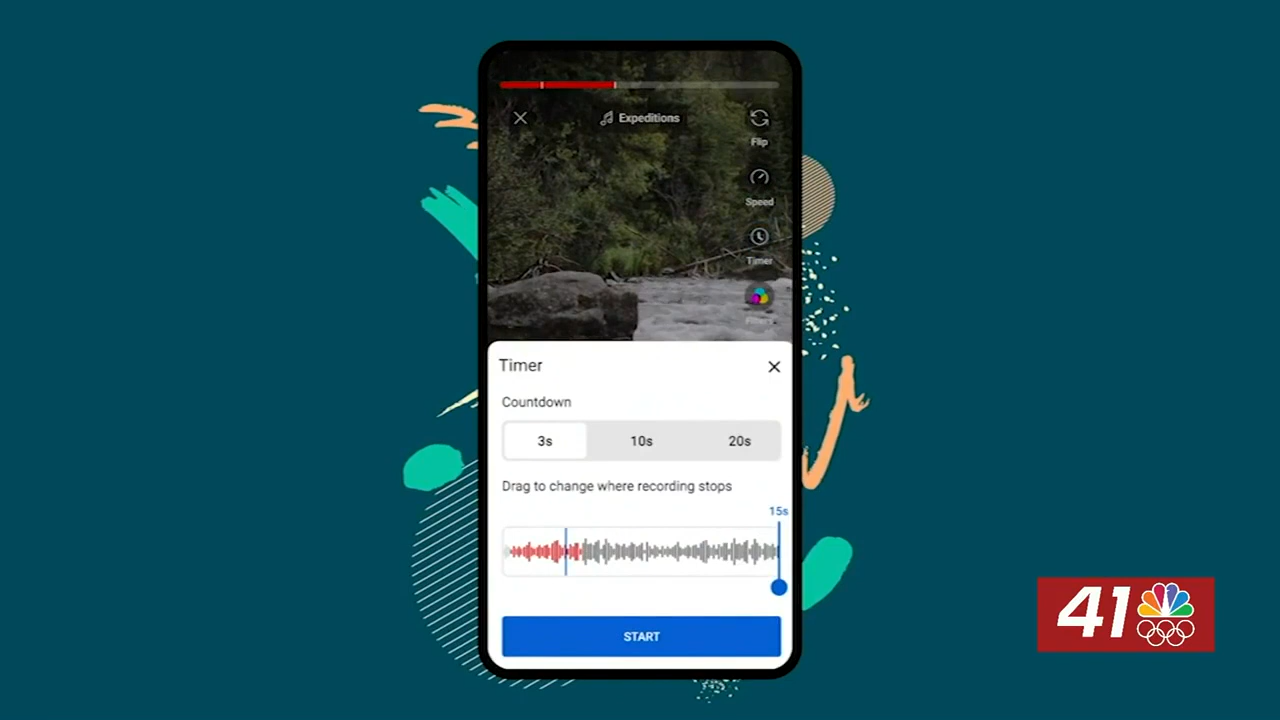 Expeditions
Flip
Speed
Timer
Timer
Countdown
3s
10s
20s
Drag to change where recording stops
15s
START
41